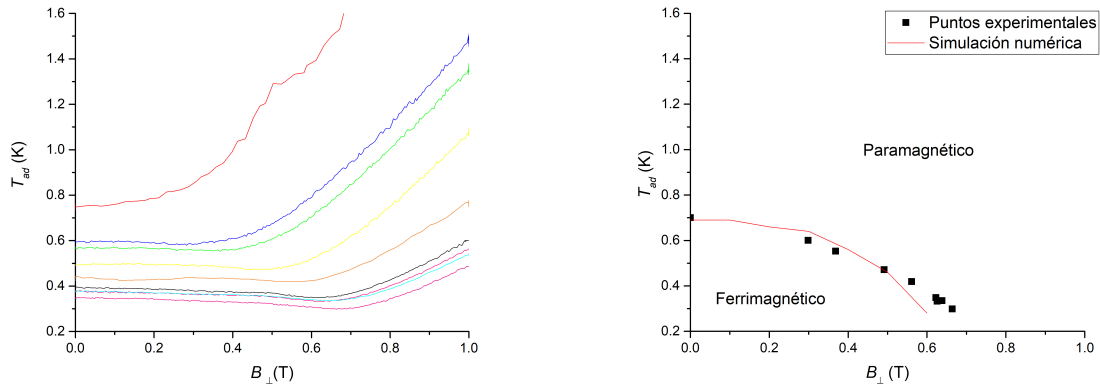 1.6
1.4
1.2
1.0
0.8
0.6
0.4
0.2
T_ad (K)
0.0 0.2 0.4 0.6 0.8 1.0
B_⊥(T)
Puntos experimentales
Simulación numérica
1.6
1.4
1.2
1.0
0.8
0.6
0.4
0.2
T_ad (K)
Paramagnético
Ferrimagnético
0.0 0.2 0.4 0.6 0.8 1.0
B_⊥(T)